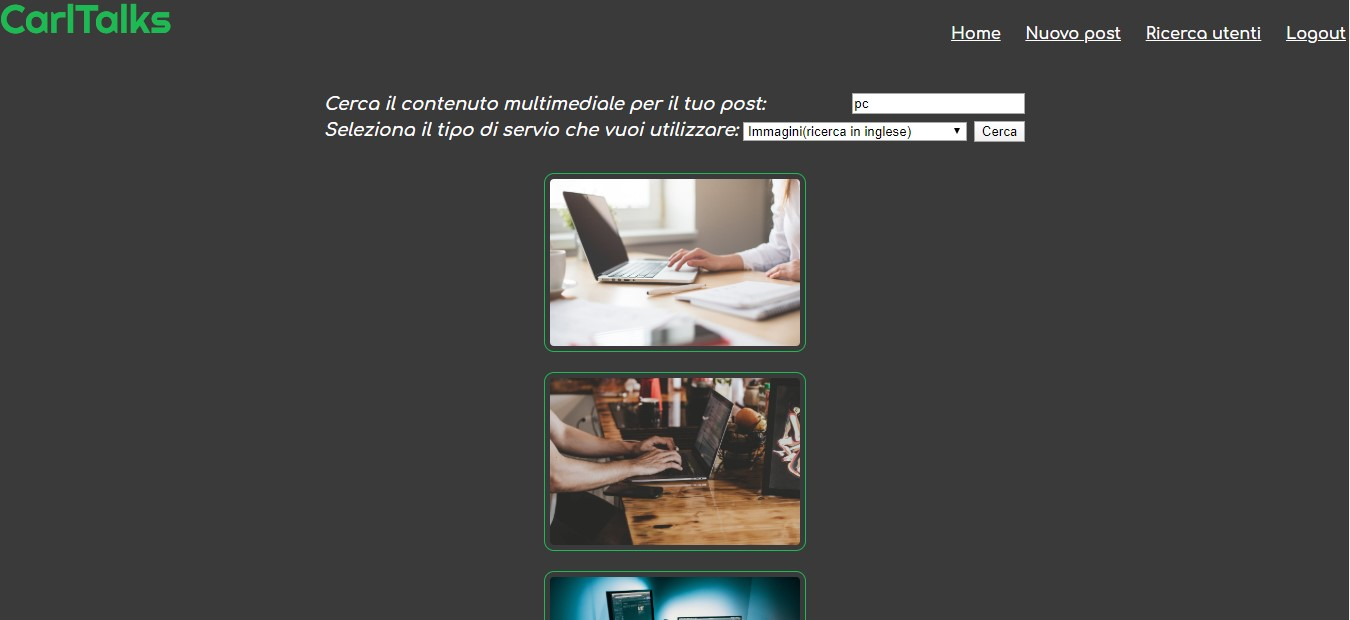 CarlTalks
Home Nuovo post Ricerca utenti Logout
Cerca il contenuto multimediale per il tuo post: pc
Seleziona il tipo di servio che vuoi utilizzare: Immagini(ricerca in inglese) Cerca